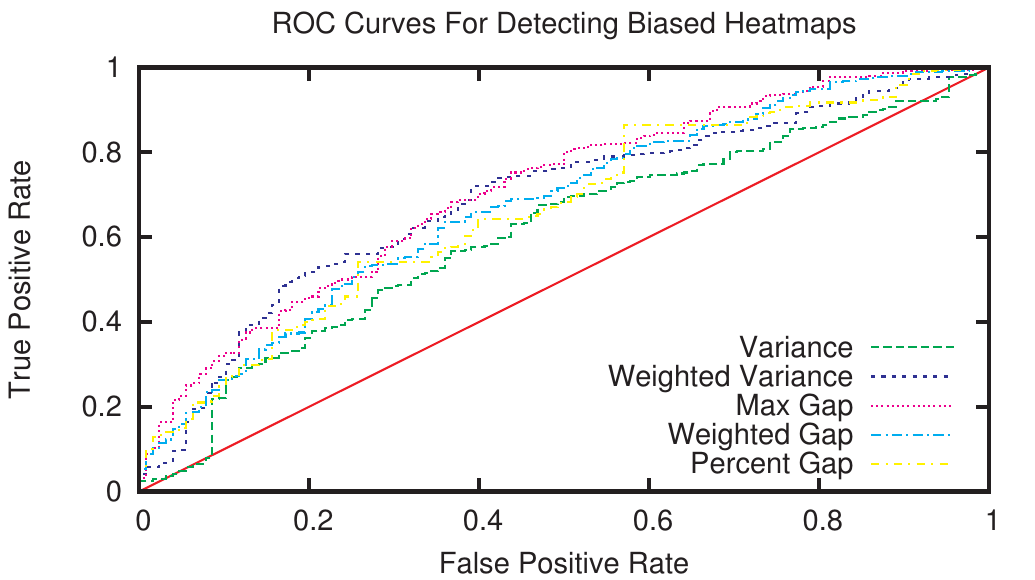 ROC Curves For Detecting Biased Heatmaps
True Positive Rate
1
0.8
0.6
0.4
0.2
0
Variance
Weighted Variance
Max Gap
Weighted Gap
Percent Gap
0 0.2 0.4 0.6 0.8 1
False Positive Rate